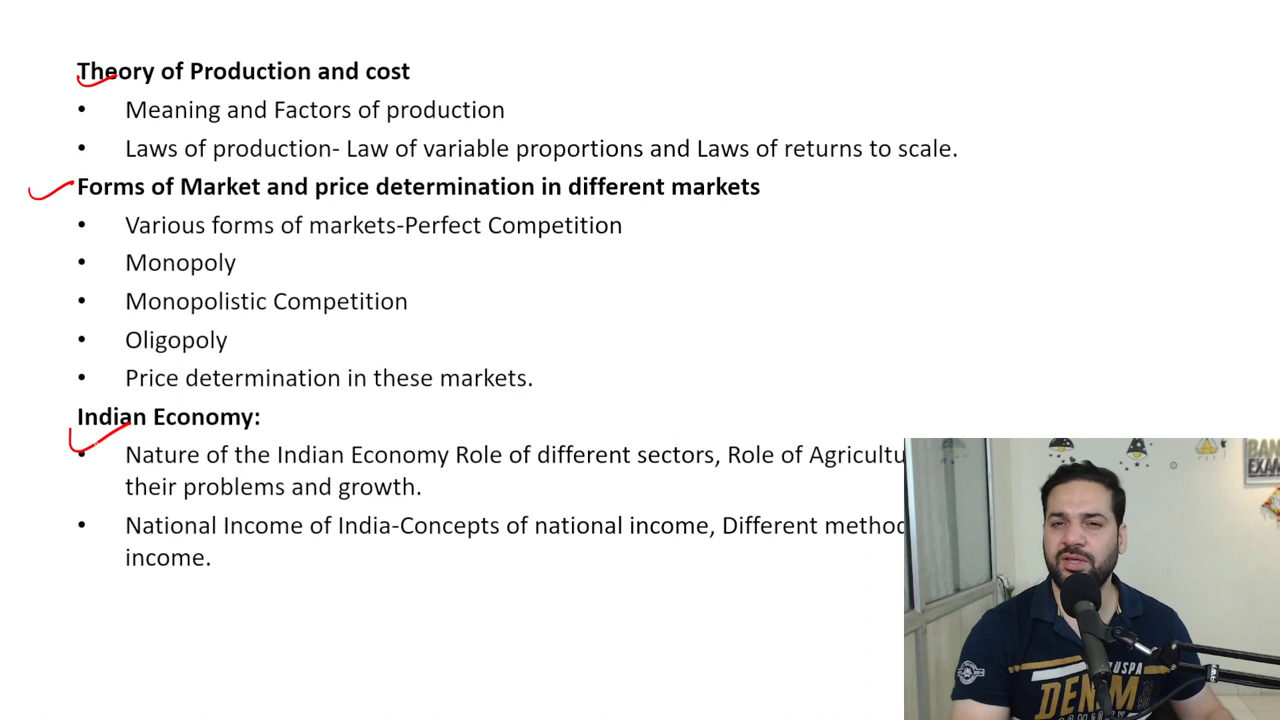 Theory of Production and cost
• Meaning and Factors of production
• Laws of production- Law of variable proportions and Laws of returns to scale.
Forms of Market and price determination in different markets
• Various forms of markets-Perfect Competition
• Monopoly
• Monopolistic Competition
• Oligopoly
• Price determination in these markets.
Indian Economy:
• Nature of the Indian Economy Role of different sectors, Role of Agricultu
their problems and growth.
• National Income of India-Concepts of national income, Different method
income.
BAN
EXAM
USPA
DENIM